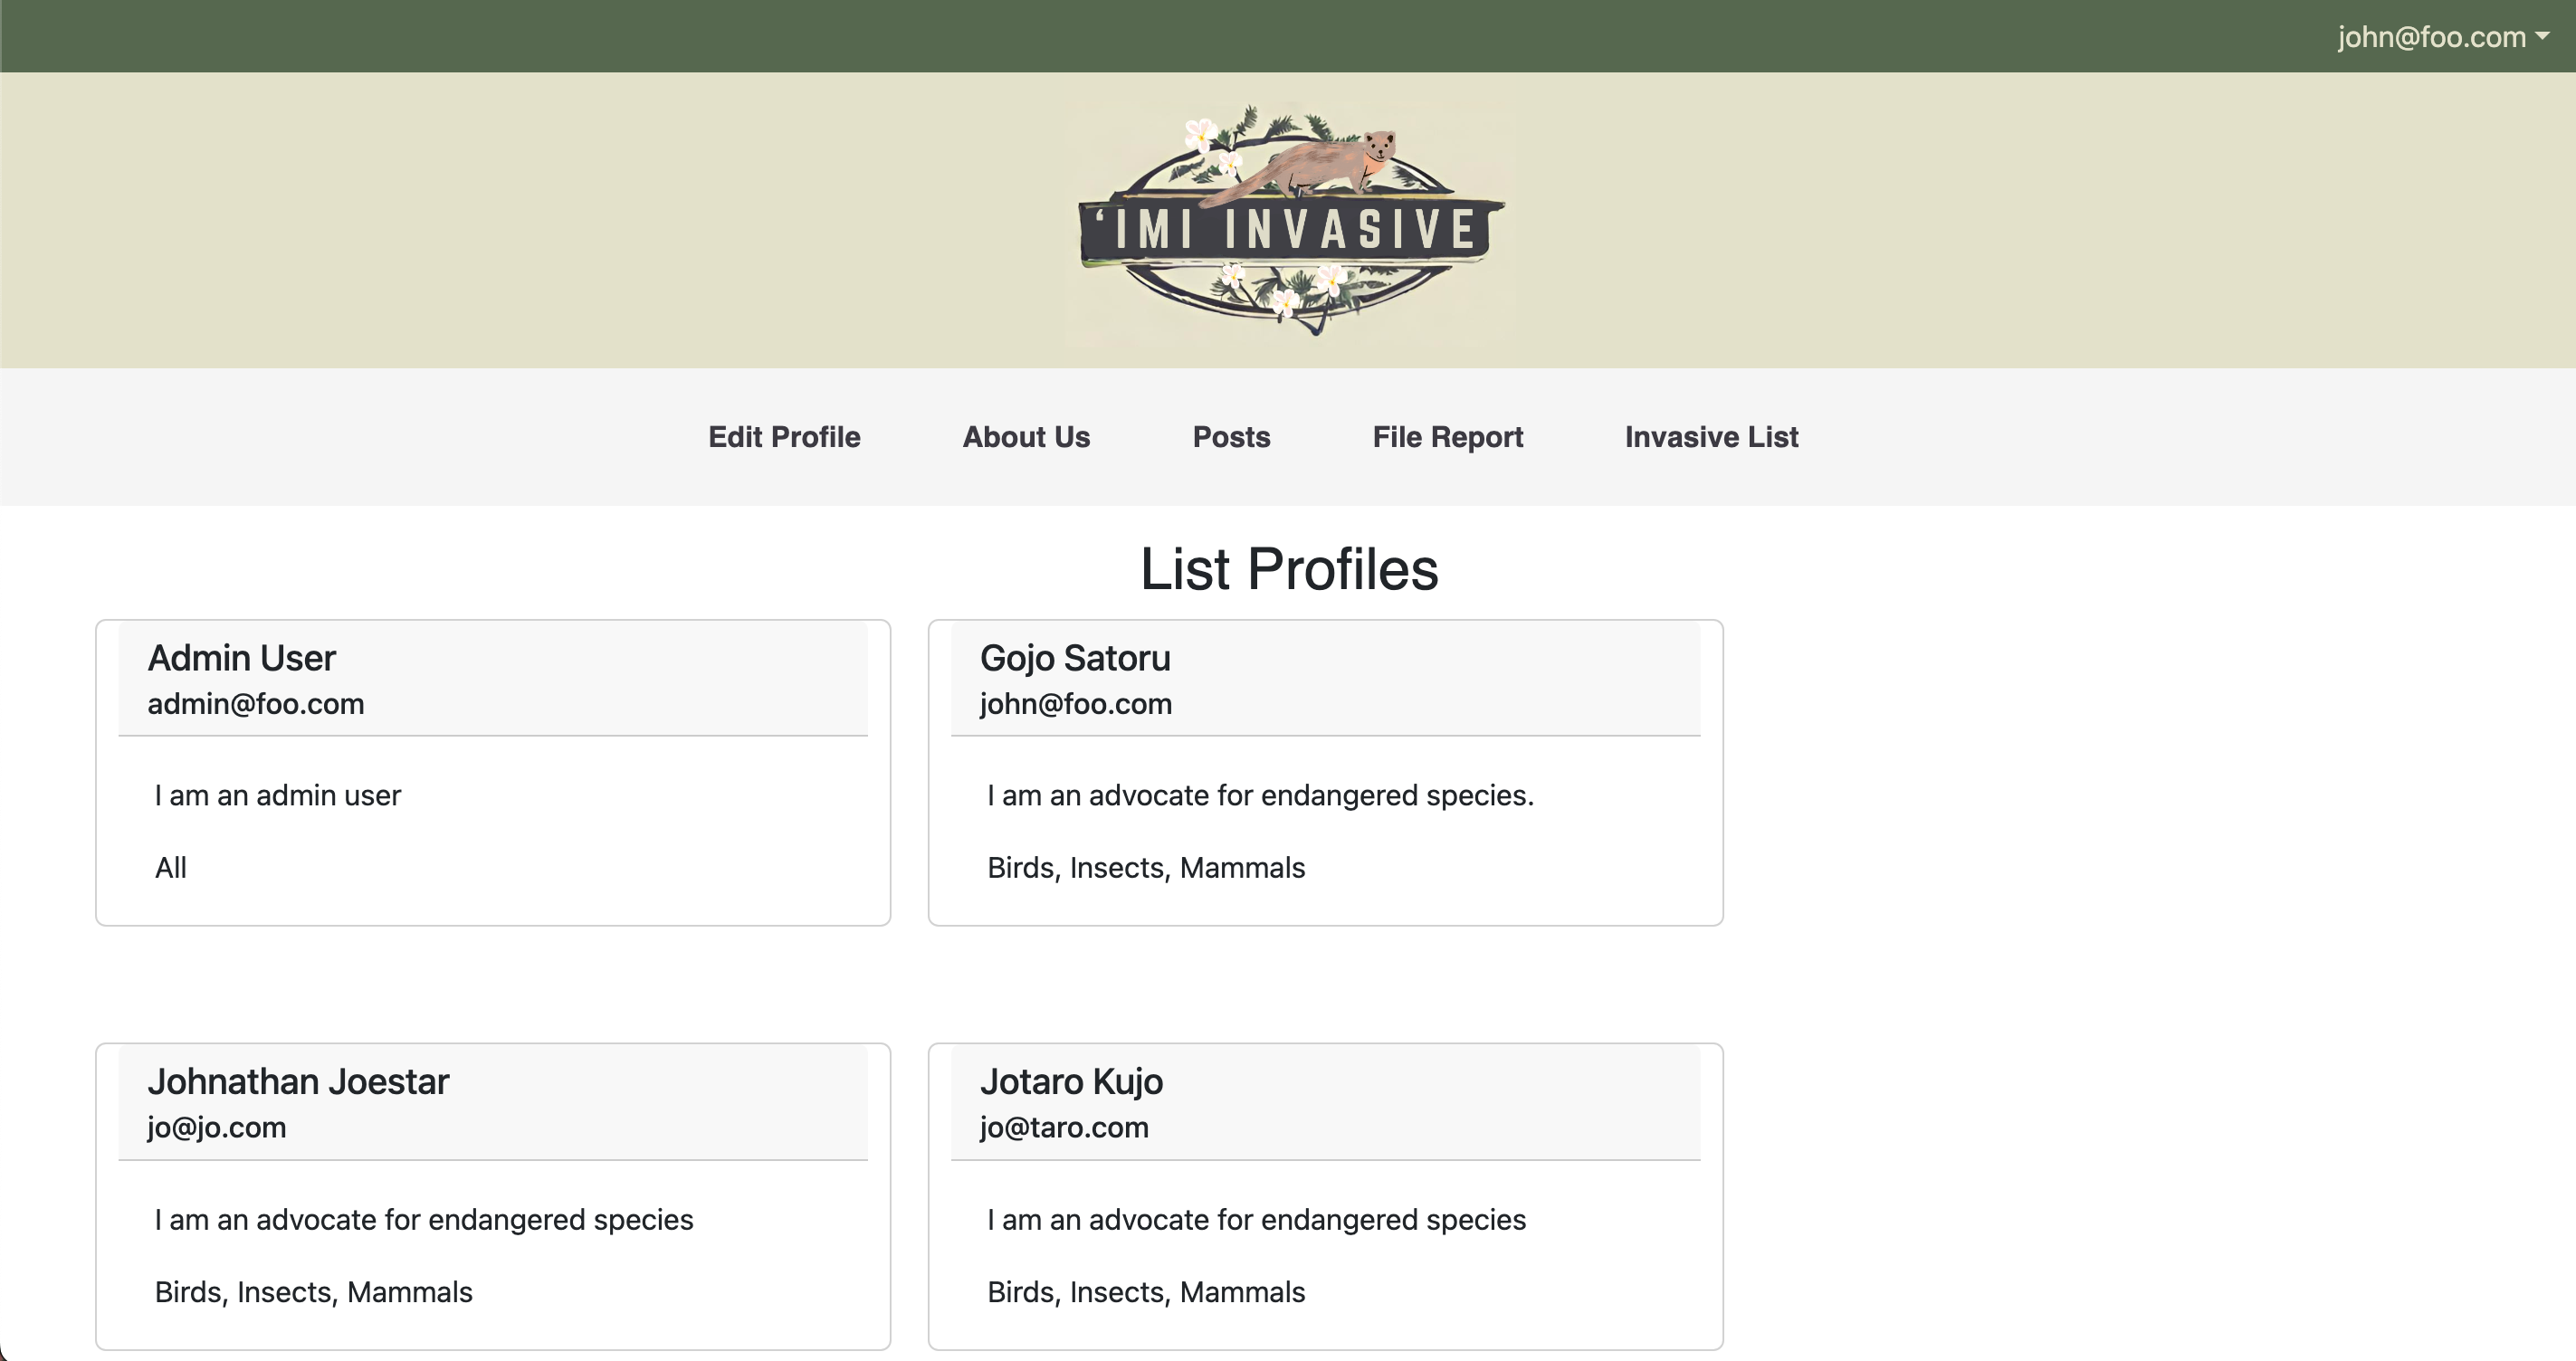 john@foo.com
ʻIMI INVASIVE
Edit Profile About Us Posts File Report Invasive List
List Profiles
Admin User
admin@foo.com
I am an admin user
All
Gojo Satoru
john@foo.com
I am an advocate for endangered species.
Birds, Insects, Mammals
Johnathan Joestar
jo@jo.com
I am an advocate for endangered species
Birds, Insects, Mammals
Jotaro Kujo
jo@taro.com
I am an advocate for endangered species
Birds, Insects, Mammals